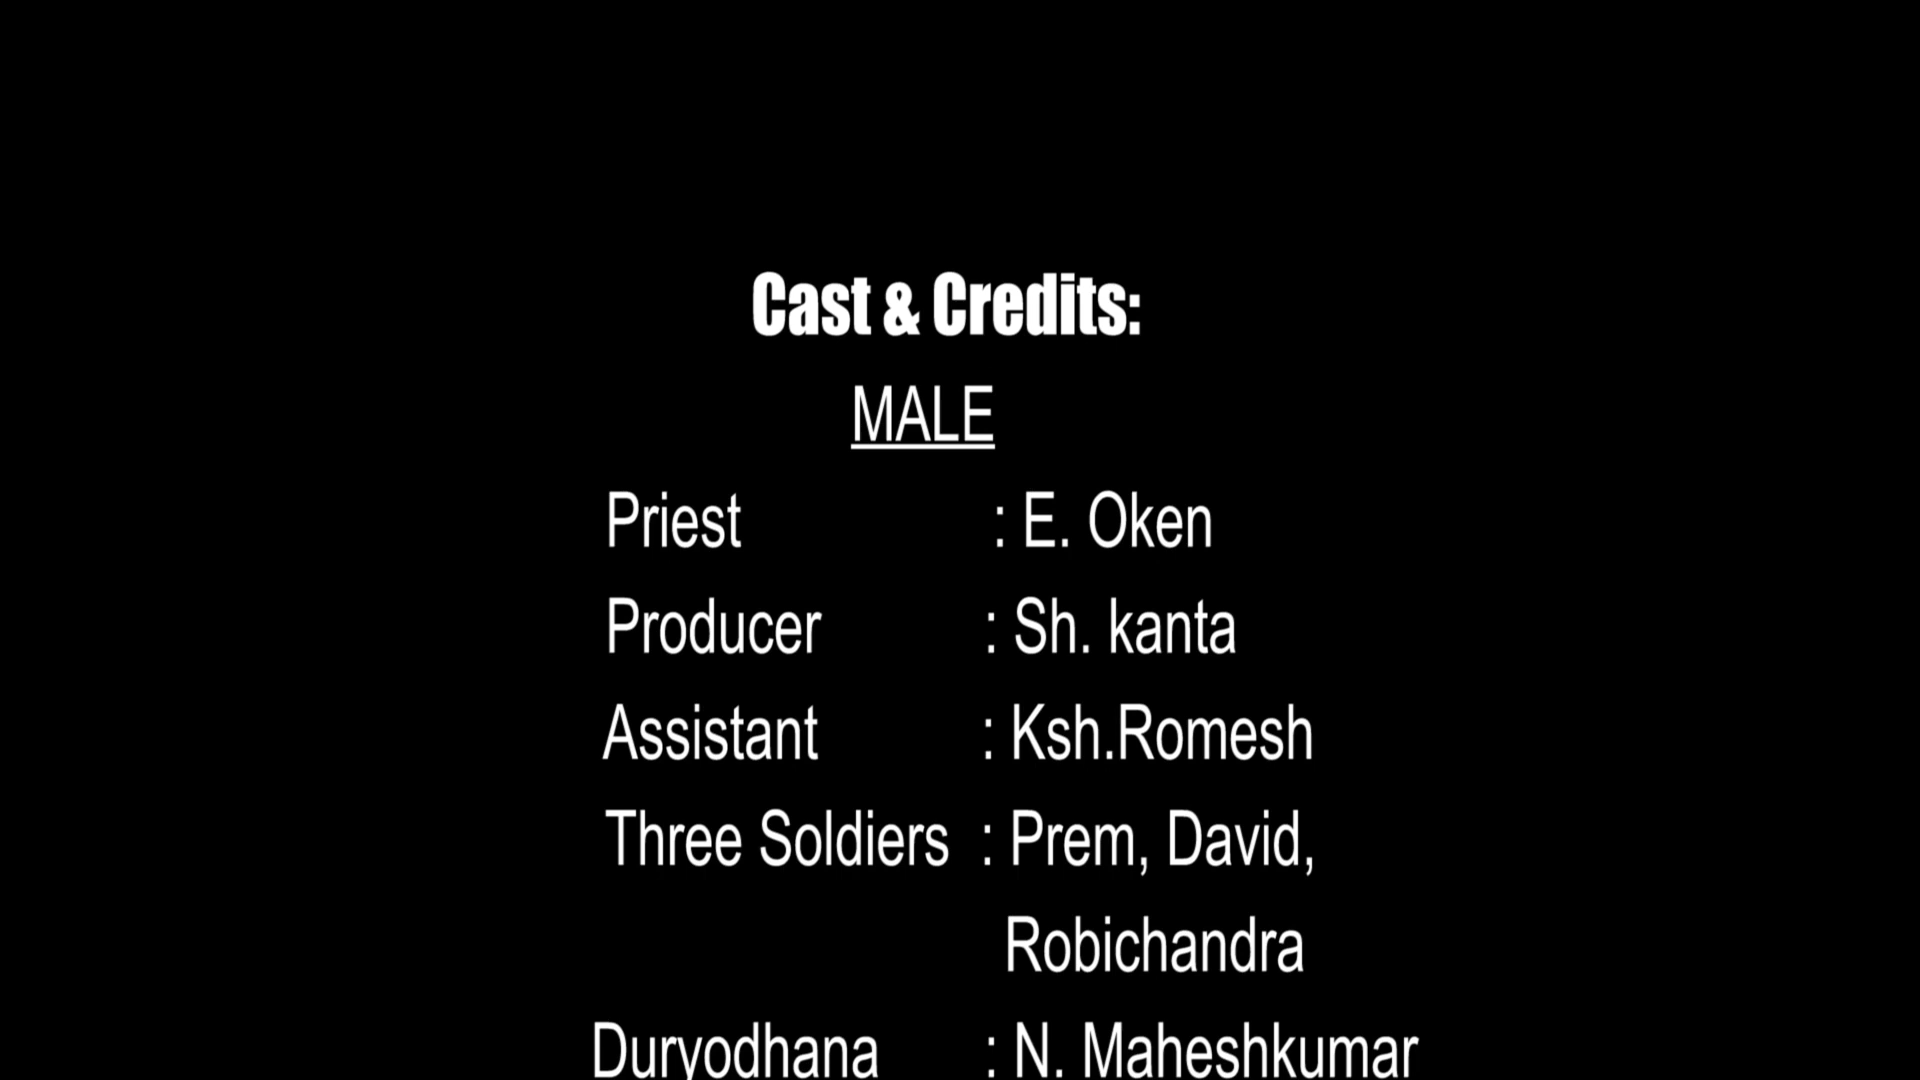 Cast & Credits:
MALE
Priest : E. Oken
Producer : Sh. kanta
Assistant : Ksh.Romesh
Three Soldiers : Prem, David,
Robichandra
Duryodhana : N. Maheshkumar